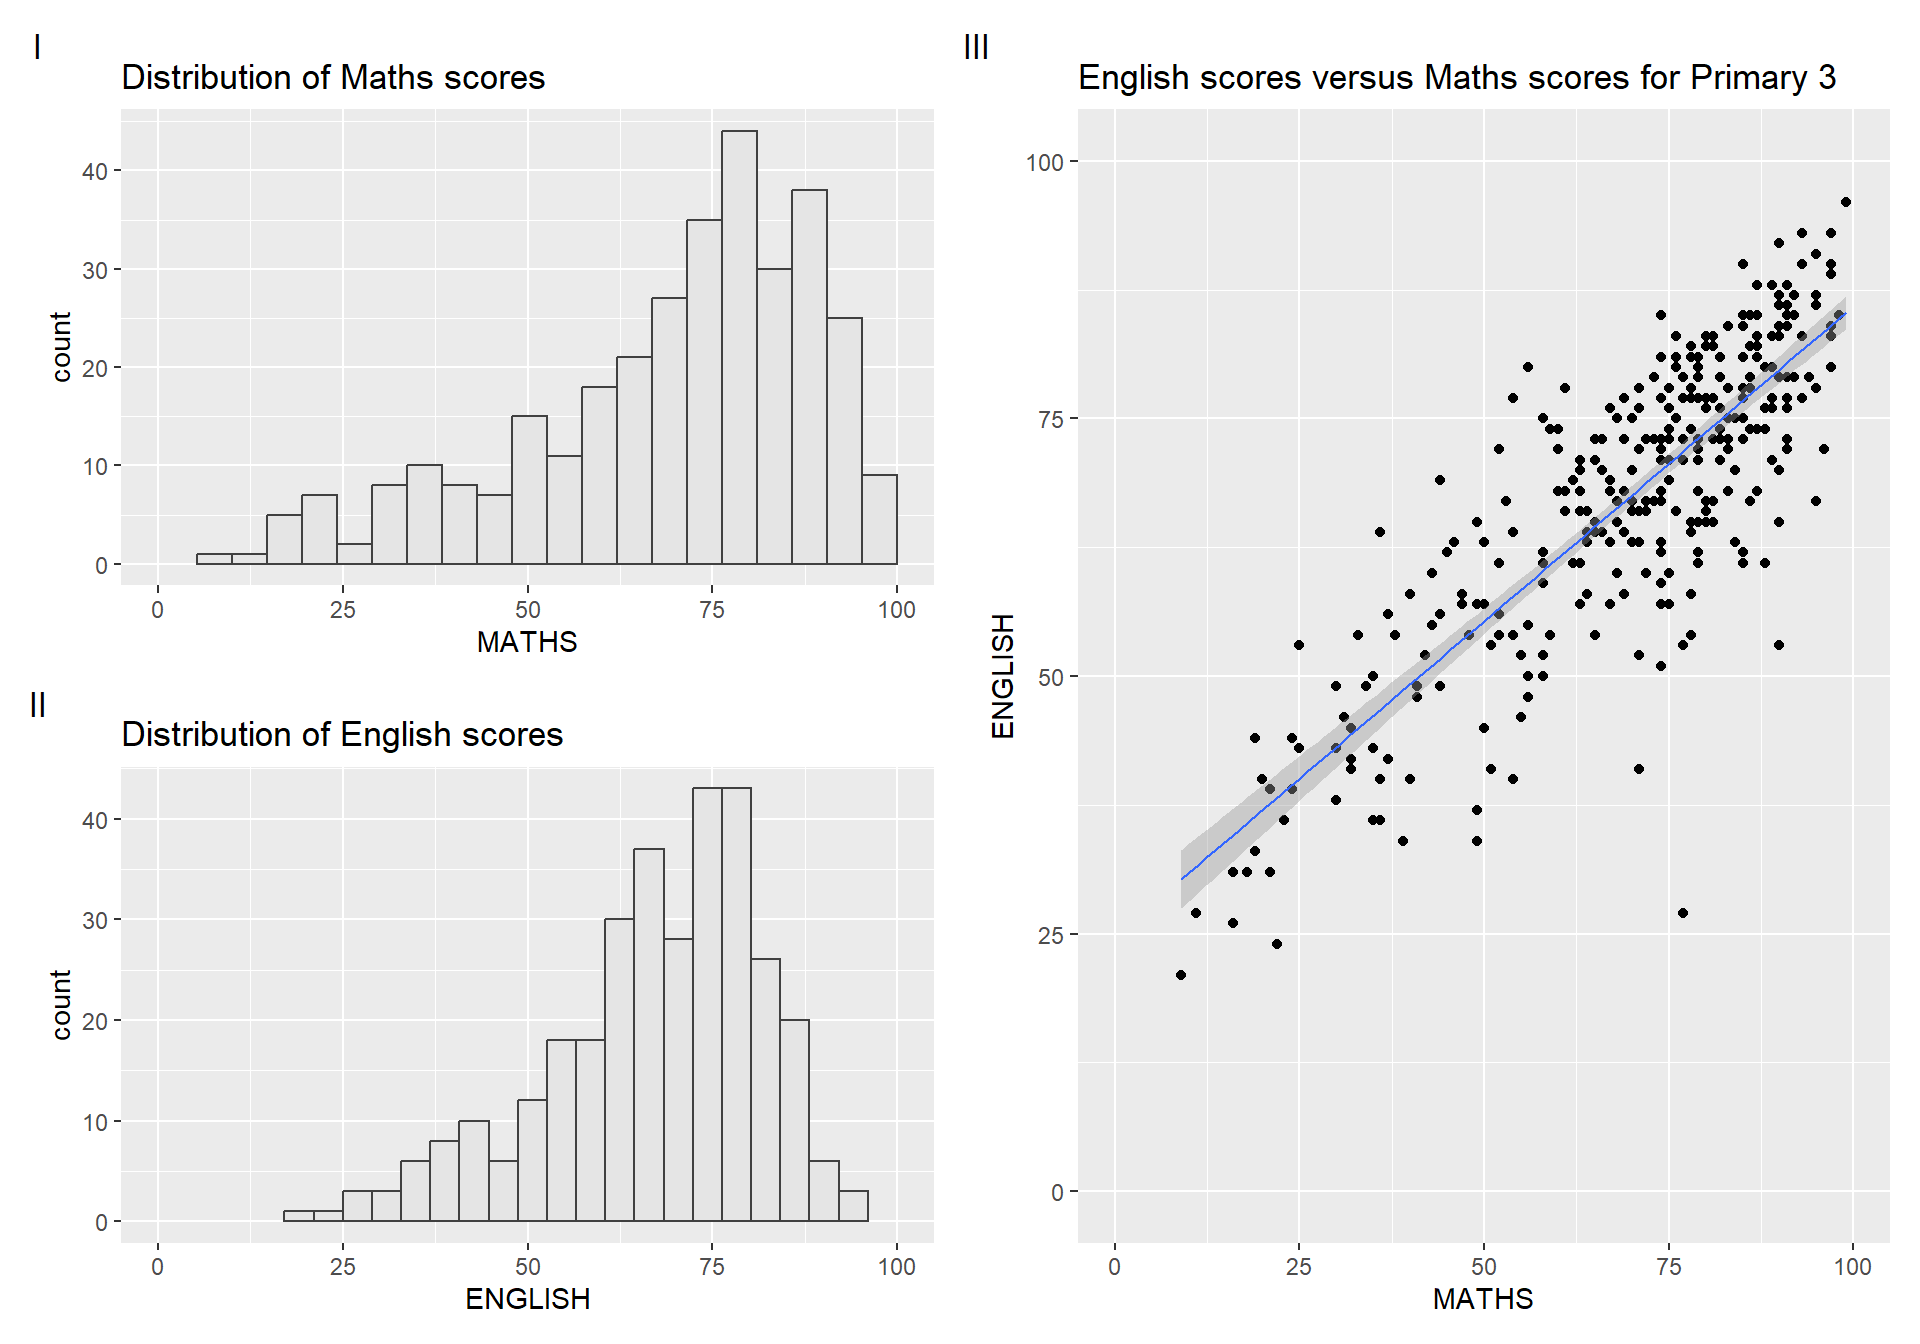 I
Distribution of Maths scores
count
40
30
20
10
0
0 25 50 75 100
MATHS
II
Distribution of English scores
count
40
30
20
10
0
0 25 50 75 100
ENGLISH
III
English scores versus Maths scores for Primary 3
ENGLISH
100
75
50
25
0
0 25 50 75 100
MATHS